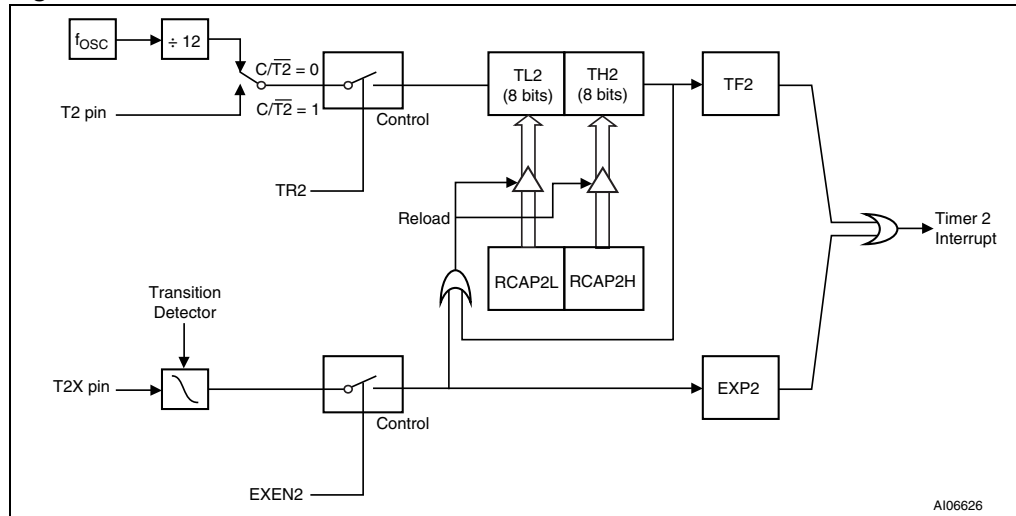 fOSC
÷ 12
C/T2 = 0
T2 pin
C/T2 = 1
Control
TR2
TL2
(8 bits)
TH2
(8 bits)
TF2
Reload
RCAP2L
RCAP2H
Timer 2
Interrupt
Transition
Detector
T2X pin
Control
EXP2
EXEN2
AI06626